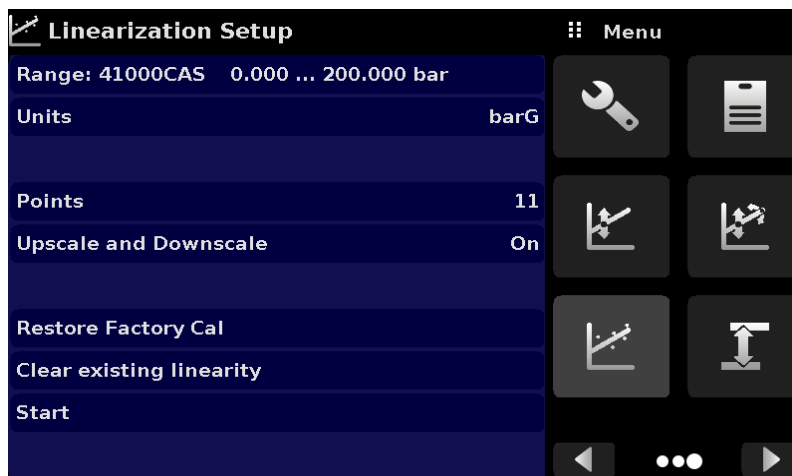 Linearization Setup
Menu
Range: 41000CAS 0.000 ... 200.000 bar
Units barG
Points 11
Upscale and Downscale On
Restore Factory Cal
Clear existing linearity
Start